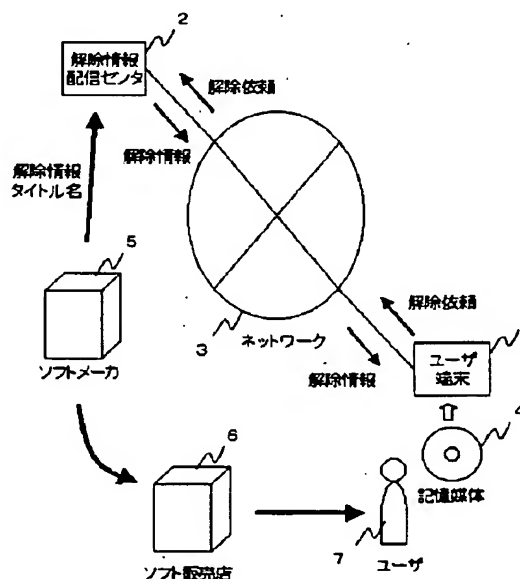 2
解除情報
配信センタ
解除依頼
解除情報
解除情報
タイトル名
5
ソフトメーカ
3
ネットワーク
解除依頼
解除情報
ユーザ
端末
4
記憶媒体
6
ソフト販売店
7
ユーザ